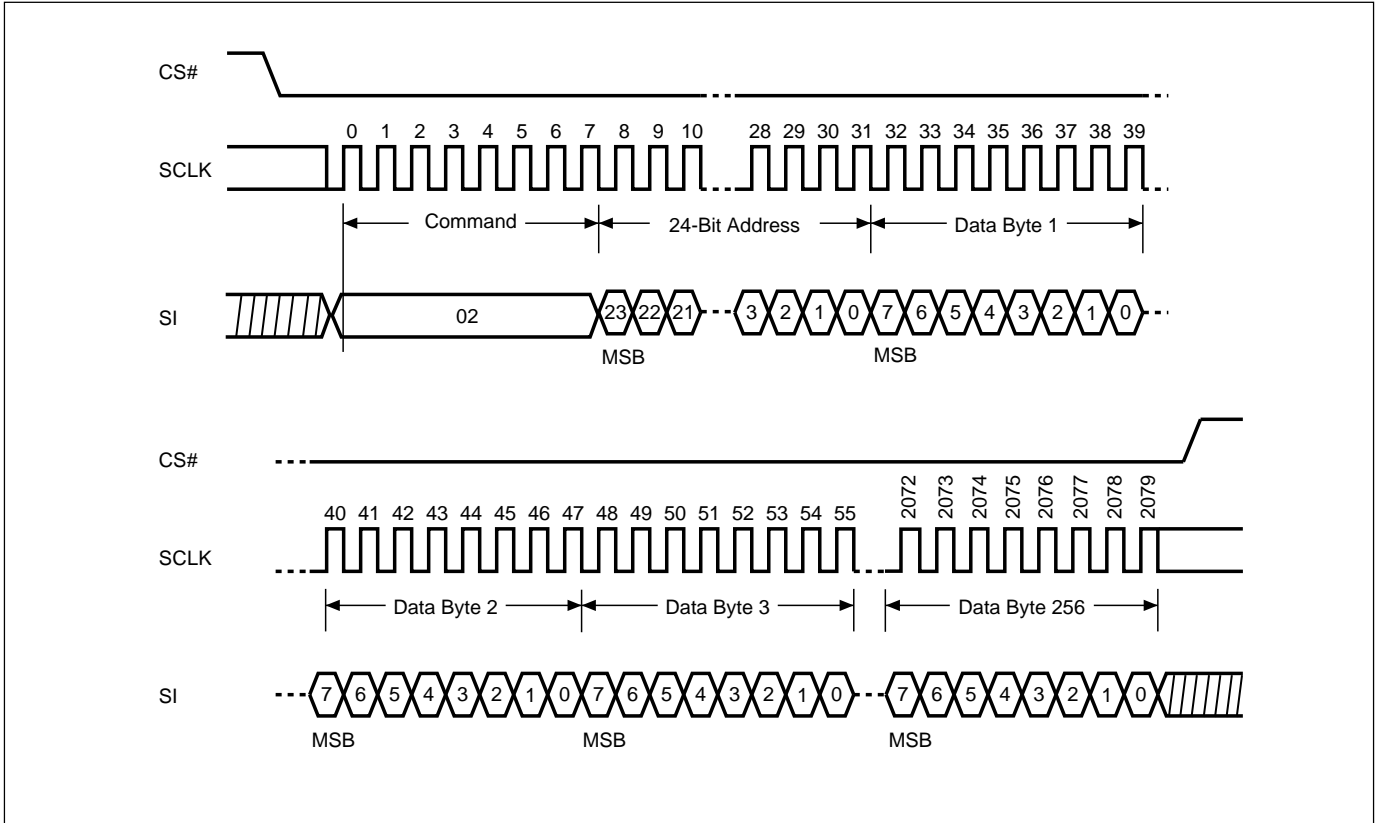 CS#
0 1 2 3 4 5 6 7 8 9 10 28 29 30 31 32 33 34 35 36 37 38 39
SCLK
Command 24-Bit Address Data Byte 1
SI 02 23 22 21 3 2 1 0 7 6 5 4 3 2 1 0
MSB MSB
CS#
40 41 42 43 44 45 46 47 48 49 50 51 52 53 54 55 2072 2073 2074 2075 2076 2077 2078 2079
SCLK
Data Byte 2 Data Byte 3 Data Byte 256
SI 7 6 5 4 3 2 1 0 7 6 5 4 3 2 1 0 7 6 5 4 3 2 1 0
MSB MSB MSB